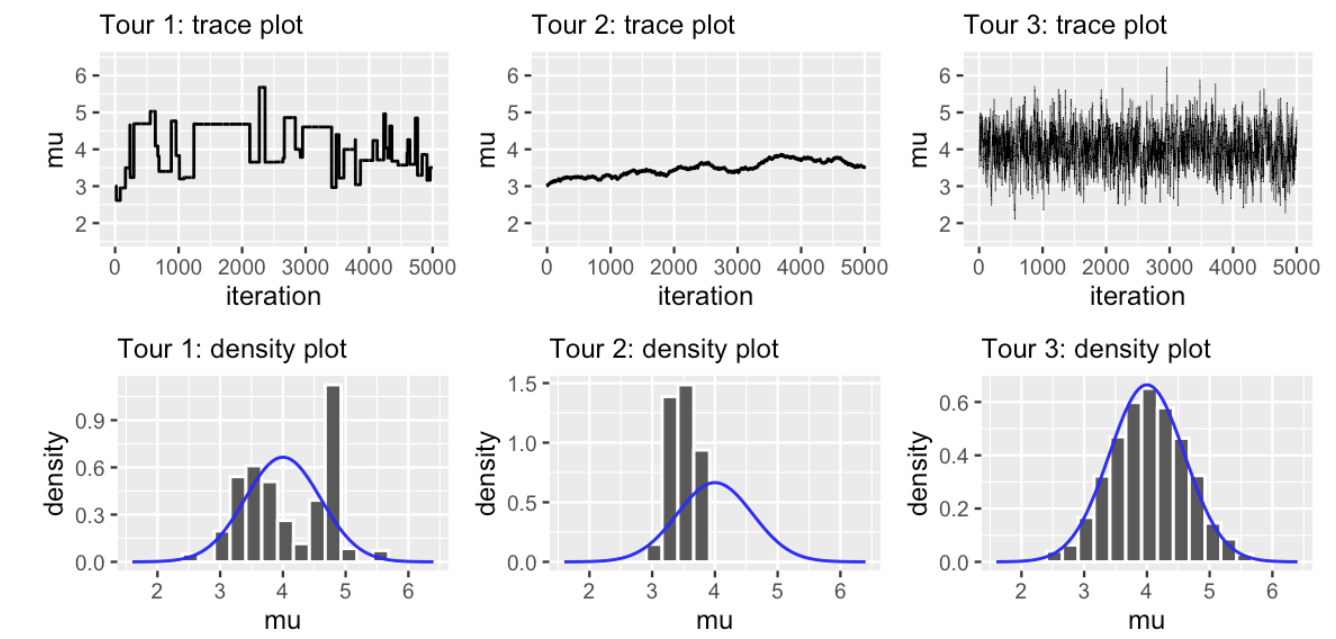 Tour 1: trace plot
Tour 2: trace plot
Tour 3: trace plot
6
5
4
3
2
mu
0 1000 2000 3000 4000 5000
iteration
6
5
4
3
2
mu
0 1000 2000 3000 4000 5000
iteration
6
5
4
3
2
mu
0 1000 2000 3000 4000 5000
iteration
Tour 1: density plot
Tour 2: density plot
Tour 3: density plot
0.9
0.6
0.3
0.0
density
2 3 4 5 6
mu
1.5
1.0
0.5
0.0
density
2 3 4 5 6
mu
0.6
0.4
0.2
0.0
density
2 3 4 5 6
mu